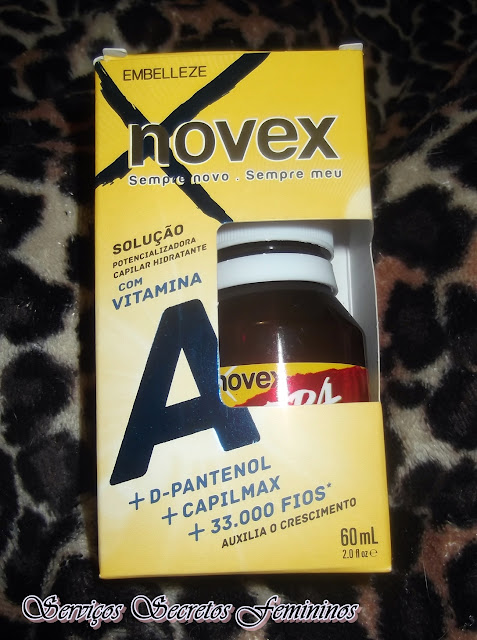 EMBELLEZE
novex
Sempre novo . Sempre meu
SOLUÇÃO
POTENCIALIZADORA
CAPILAR HIDRATANTE
COM
VITAMINA
A
novex
+ D-PANTENOL
+ CAPILMAX
+ 33.000 FIOS*
AUXILIA O CRESCIMENTO
60 mL
2.0 fl oz e
Serviços Secretos Femininos